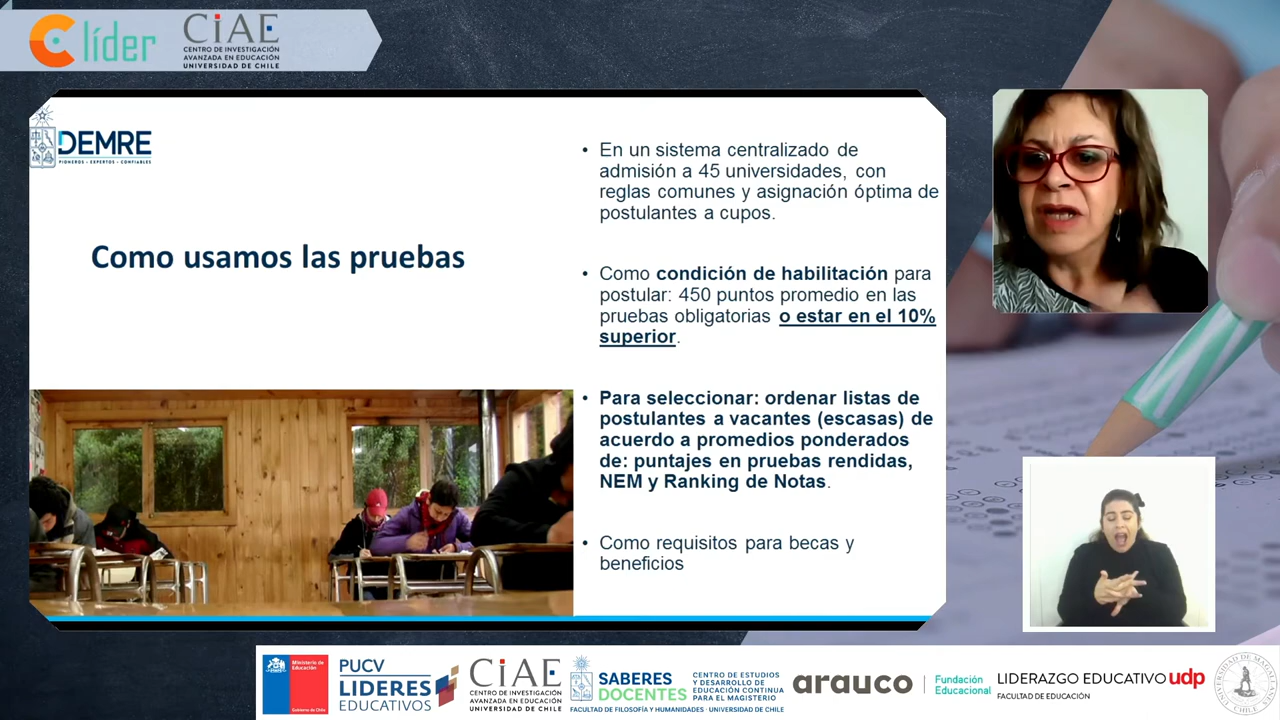 C líder
CiAE
CENTRO DE INVESTIGACIÓN
AVANZADA EN EDUCACIÓN
UNIVERSIDAD DE CHILE
DEMRE
PIONEROS • EXPERTOS • CONFIABLES
Como usamos las pruebas
• En un sistema centralizado de
admisión a 45 universidades, con
reglas comunes y asignación óptima de
postulantes a cupos.
• Como condición de habilitación para
postular: 450 puntos promedio en las
pruebas obligatorias o estar en el 10%
superior.
• Para seleccionar: ordenar listas de
postulantes a vacantes (escasas) de
acuerdo a promedios ponderados
de: puntajes en pruebas rendidas,
NEM y Ranking de Notas.
• Como requisitos para becas y
beneficios
Ministerio de
Educación
Gobierno de Chile
PUCV
LIDERES
EDUCATIVOS
CiAE
CENTRO DE INVESTIGACIÓN
AVANZADA EN EDUCACIÓN
UNIVERSIDAD DE CHILE
SABERES
DOCENTES
CENTRO DE ESTUDIOS
Y DESARROLLO DE
EDUCACIÓN CONTINUA
PARA EL MAGISTERIO
FACULTAD DE FILOSOFÍA Y HUMANIDADES · UNIVERSIDAD DE CHILE
arauco
Fundación
Educacional
LIDERAZGO EDUCATIVO udp
FACULTAD DE EDUCACIÓN
UNIVERSIDAD DE MAGALLANES